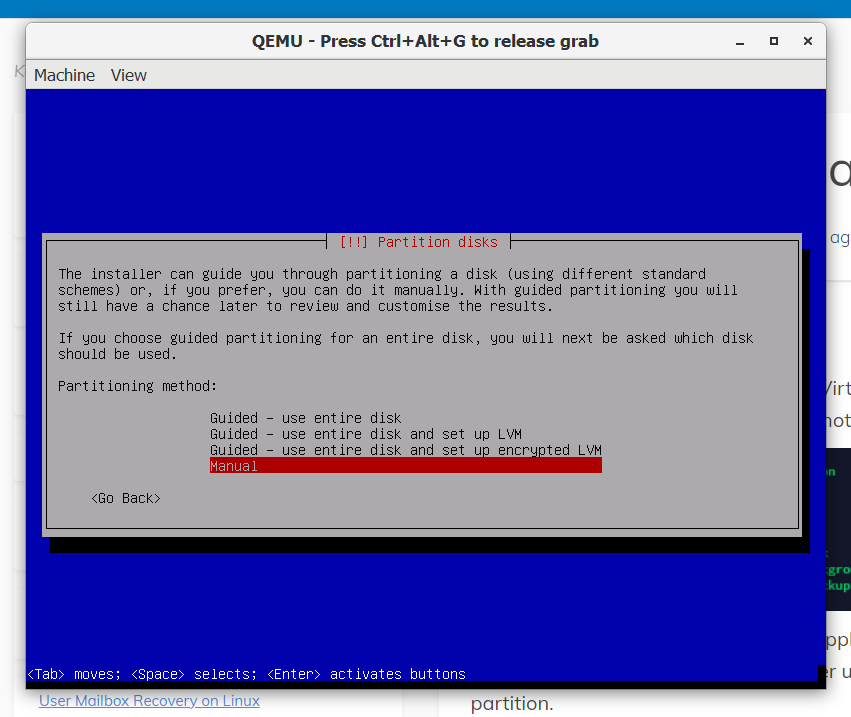 QEMU - Press Ctrl+Alt+G to release grab
Machine View
[!!] Partition disks
The installer can guide you through partitioning a disk (using different standard
schemes) or, if you prefer, you can do it manually. With guided partitioning you will
still have a chance later to review and customise the results.
If you choose guided partitioning for an entire disk, you will next be asked which disk
should be used.
Partitioning method:
Guided - use entire disk
Guided - use entire disk and set up LVM
Guided - use entire disk and set up encrypted LVM
Manual
<Go Back>
<Tab> moves; <Space> selects; <Enter> activates buttons
User Mailbox Recovery on Linux
partition.